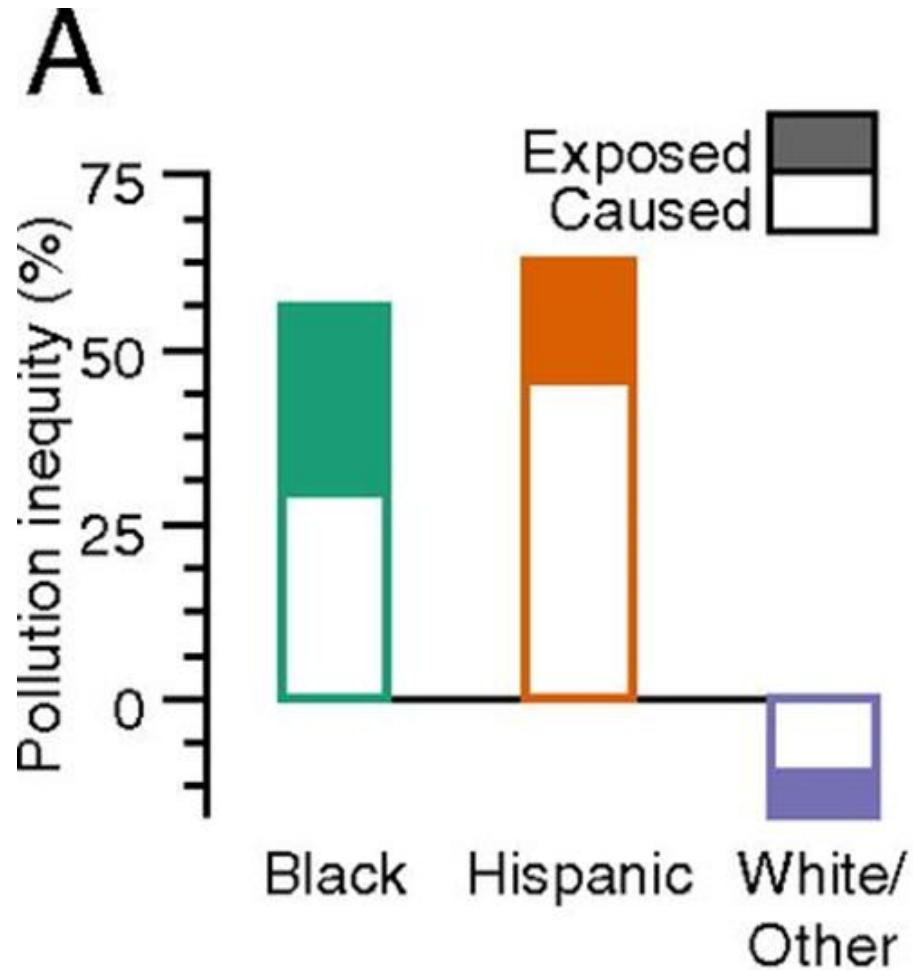 A
Exposed
Caused
Pollution inequity (%)
75
50
25
0
Black
Hispanic
White/
Other